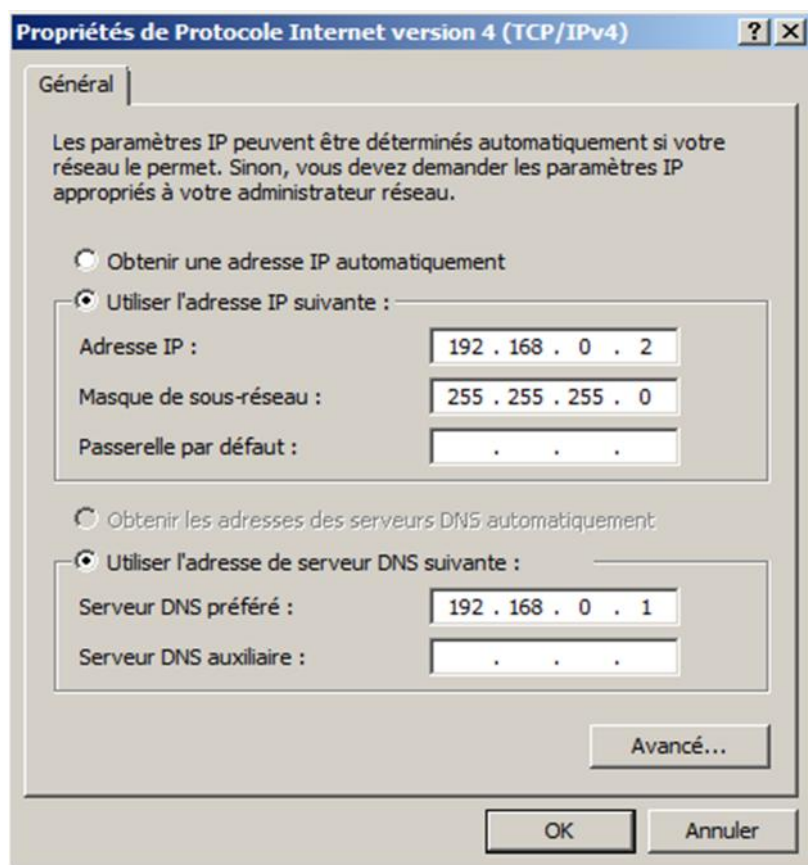 Propriétés de Protocole Internet version 4 (TCP/IPv4)
Général
Les paramètres IP peuvent être déterminés automatiquement si votre
réseau le permet. Sinon, vous devez demander les paramètres IP
appropriés à votre administrateur réseau.
Obtenir une adresse IP automatiquement
Utiliser l'adresse IP suivante :
Adresse IP : 192 . 168 . 0 . 2
Masque de sous-réseau : 255 . 255 . 255 . 0
Passerelle par défaut : . . .
Obtenir les adresses des serveurs DNS automatiquement
Utiliser l'adresse de serveur DNS suivante :
Serveur DNS préféré : 192 . 168 . 0 . 1
Serveur DNS auxiliaire : . . .
Avancé...
OK Annuler